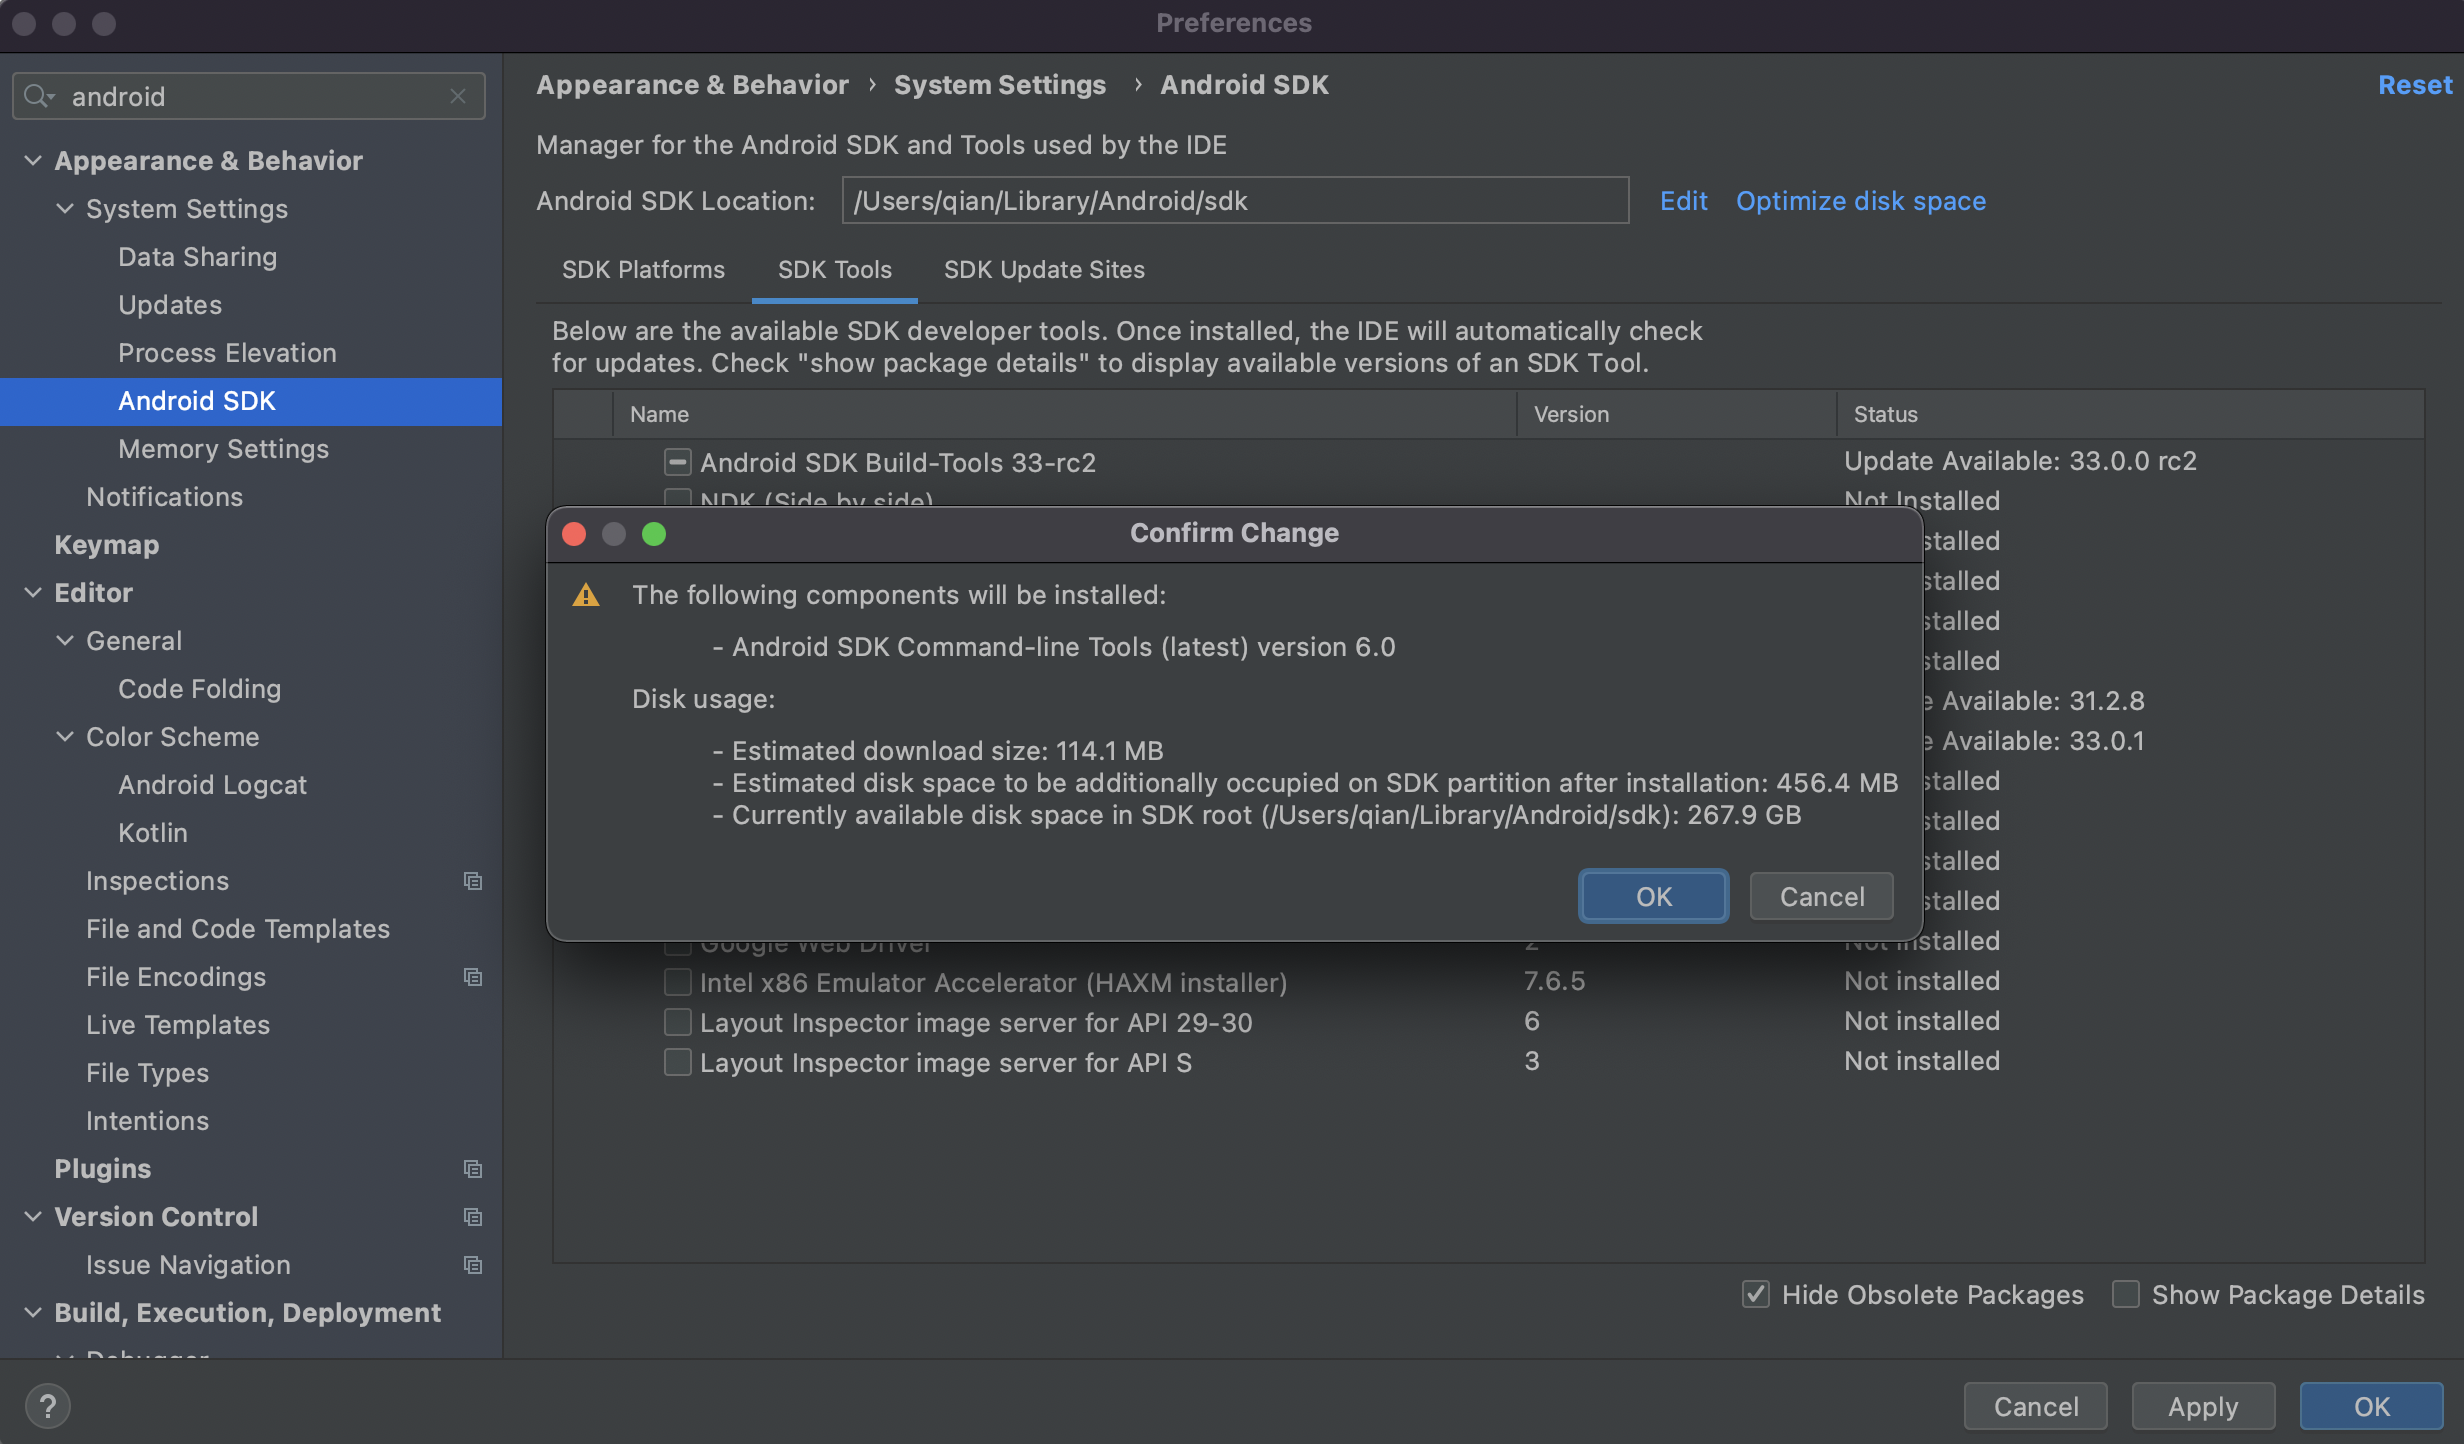 Preferences
android
Appearance & Behavior
System Settings
Data Sharing
Updates
Process Elevation
Android SDK
Memory Settings
Notifications
Keymap
Editor
General
Code Folding
Color Scheme
Android Logcat
Kotlin
Inspections
File and Code Templates
File Encodings
Live Templates
File Types
Intentions
Plugins
Version Control
Issue Navigation
Build, Execution, Deployment
Debugger
Appearance & Behavior › System Settings › Android SDK
Reset
Manager for the Android SDK and Tools used by the IDE
Android SDK Location: /Users/qian/Library/Android/sdk Edit Optimize disk space
SDK Platforms SDK Tools SDK Update Sites
Below are the available SDK developer tools. Once installed, the IDE will automatically check
for updates. Check "show package details" to display available versions of an SDK Tool.
Name Version Status
Android SDK Build-Tools 33-rc2 Update Available: 33.0.0 rc2
NDK (Side by side) Not Installed
stalled
stalled
stalled
stalled
e Available: 31.2.8
e Available: 33.0.1
stalled
stalled
stalled
stalled
Confirm Change
The following components will be installed:
- Android SDK Command-line Tools (latest) version 6.0
Disk usage:
- Estimated download size: 114.1 MB
- Estimated disk space to be additionally occupied on SDK partition after installation: 456.4 MB
- Currently available disk space in SDK root (/Users/qian/Library/Android/sdk): 267.9 GB
OK Cancel
Google Web Driver 2 Not installed
Intel x86 Emulator Accelerator (HAXM installer) 7.6.5 Not installed
Layout Inspector image server for API 29-30 6 Not installed
Layout Inspector image server for API S 3 Not installed
Hide Obsolete Packages Show Package Details
? Cancel Apply OK